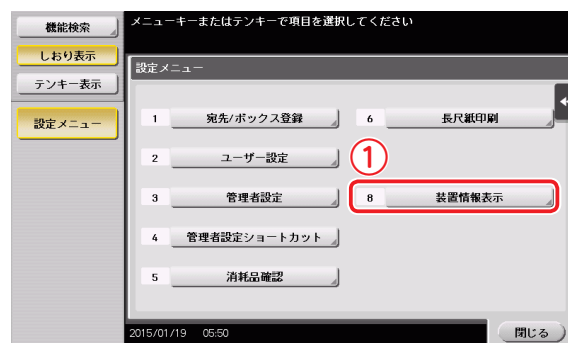 機能検索
メニューキーまたはテンキーで項目を選択してください
しおり表示
テンキー表示
設定メニュー
設定メニュー
1 宛先/ボックス登録
6 長尺紙印刷
2 ユーザー設定
①
3 管理者設定
8 装置情報表示
4 管理者設定ショートカット
5 消耗品確認
2015/01/19 05:50
閉じる